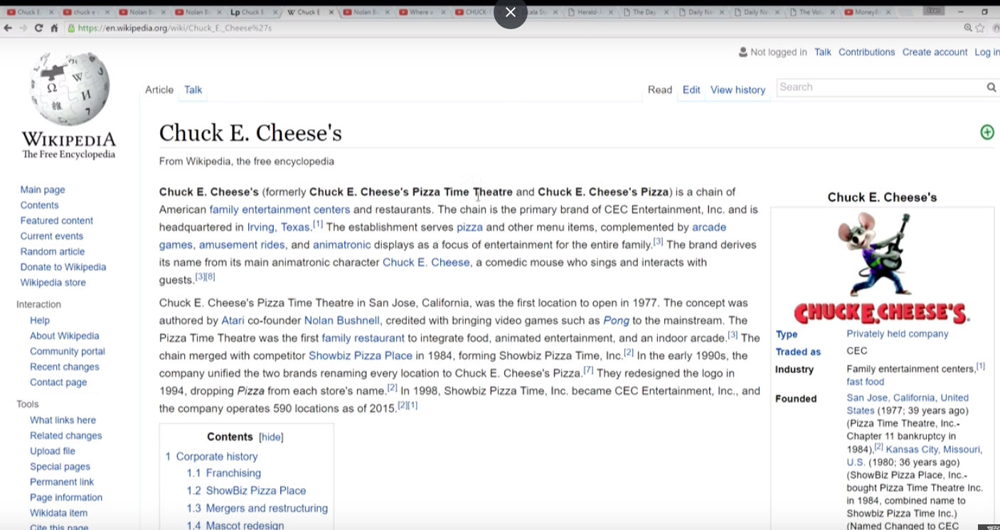 Chuck E.
chuck e
Nolan Bu
Nolan Bu
Lp Chuck E
W Chuck E
Nolan B
Where
CHUCK-E
Herald-J
The Day
Daily Ne
Daily Ne
The Volu
MoneyB
https://en.wikipedia.org/wiki/Chuck_E._Cheese%27s
Not logged in Talk Contributions Create account Log in
Article Talk
Read Edit View history
Search
WIKIPEDIA
The Free Encyclopedia
Main page
Contents
Featured content
Current events
Random article
Donate to Wikipedia
Wikipedia store
Interaction
Help
About Wikipedia
Community portal
Recent changes
Contact page
Tools
What links here
Related changes
Upload file
Special pages
Permanent link
Page information
Wikidata item
Cite this page
Chuck E. Cheese's
From Wikipedia, the free encyclopedia
Chuck E. Cheese's (formerly Chuck E. Cheese's Pizza Time Theatre and Chuck E. Cheese's Pizza) is a chain of
American family entertainment centers and restaurants. The chain is the primary brand of CEC Entertainment, Inc. and is
headquartered in Irving, Texas.[1] The establishment serves pizza and other menu items, complemented by arcade
games, amusement rides, and animatronic displays as a focus of entertainment for the entire family.[3] The brand derives
its name from its main animatronic character Chuck E. Cheese, a comedic mouse who sings and interacts with
guests.[3][8]
Chuck E. Cheese's Pizza Time Theatre in San Jose, California, was the first location to open in 1977. The concept was
authored by Atari co-founder Nolan Bushnell, credited with bringing video games such as Pong to the mainstream. The
Pizza Time Theatre was the first family restaurant to integrate food, animated entertainment, and an indoor arcade.[3] The
chain merged with competitor Showbiz Pizza Place in 1984, forming Showbiz Pizza Time, Inc.[2] In the early 1990s, the
company unified the two brands renaming every location to Chuck E. Cheese's Pizza.[7] They redesigned the logo in
1994, dropping Pizza from each store's name.[2] In 1998, Showbiz Pizza Time, Inc. became CEC Entertainment, Inc., and
the company operates 590 locations as of 2015.[2][1]
Contents [hide]
1 Corporate history
1.1 Franchising
1.2 ShowBiz Pizza Place
1.3 Mergers and restructuring
1.4 Mascot redesign
Chuck E. Cheese's
CHUCK E. CHEESE'S.
Type Privately held company
Traded as CEC
Industry Family entertainment centers,[1]
fast food
Founded San Jose, California, United
States (1977; 39 years ago)
(Pizza Time Theatre, Inc.-
Chapter 11 bankruptcy in
1984),[2] Kansas City, Missouri,
U.S. (1980; 36 years ago)
(ShowBiz Pizza Place, Inc.-
bought Pizza Time Theatre Inc.
in 1984, combined name to
Showbiz Pizza Time Inc.)
(Named Changed to CEC